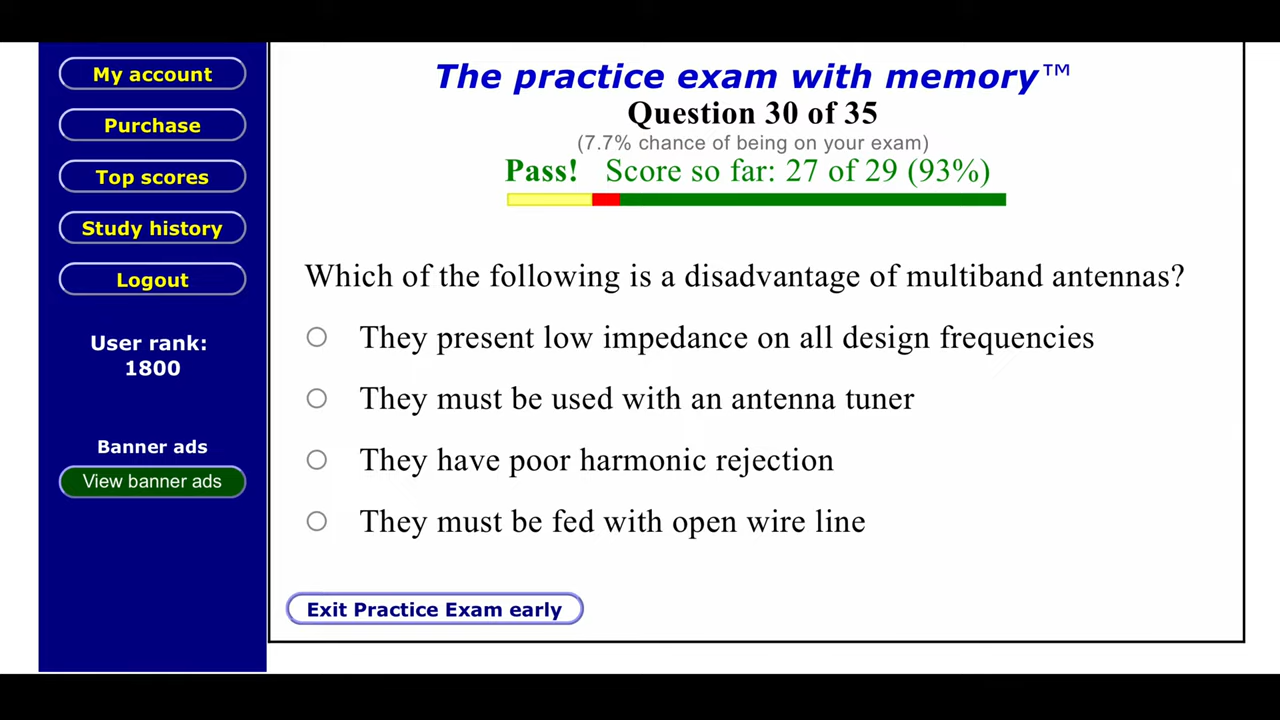 My account
Purchase
Top scores
Study history
Logout
User rank:
1800
Banner ads
View banner ads
The practice exam with memory™
Question 30 of 35
(7.7% chance of being on your exam)
Pass! Score so far: 27 of 29 (93%)
Which of the following is a disadvantage of multiband antennas?
They present low impedance on all design frequencies
They must be used with an antenna tuner
They have poor harmonic rejection
They must be fed with open wire line
Exit Practice Exam early